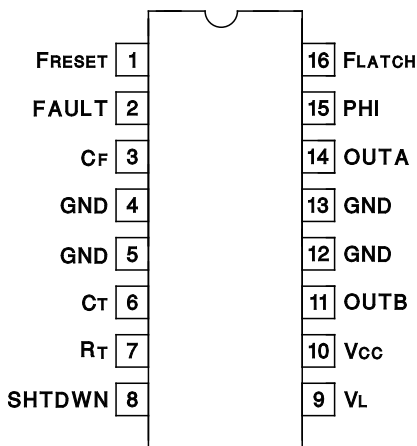 FRESET 1 16 FLATCH
FAULT 2 15 PHI
CF 3 14 OUTA
GND 4 13 GND
GND 5 12 GND
CT 6 11 OUTB
RT 7 10 VCC
SHTDWN 8 9 VL